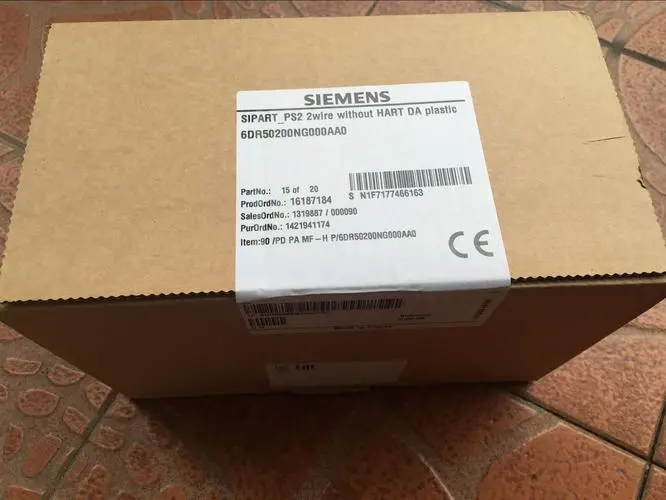 SIEMENS
SIPART_PS2 2wire without HART DA plastic
6DR50200NG000AA0
PartNo.: 15 of 20
ProdOrdNo.: 16187184 S N1F7177466163
SalesOrdNo.: 1319887 / 000090
PurOrdNo.: 1421941174
Item:90 /PD PA MF-H P/6DR50200NG000AA0
CE
EAC